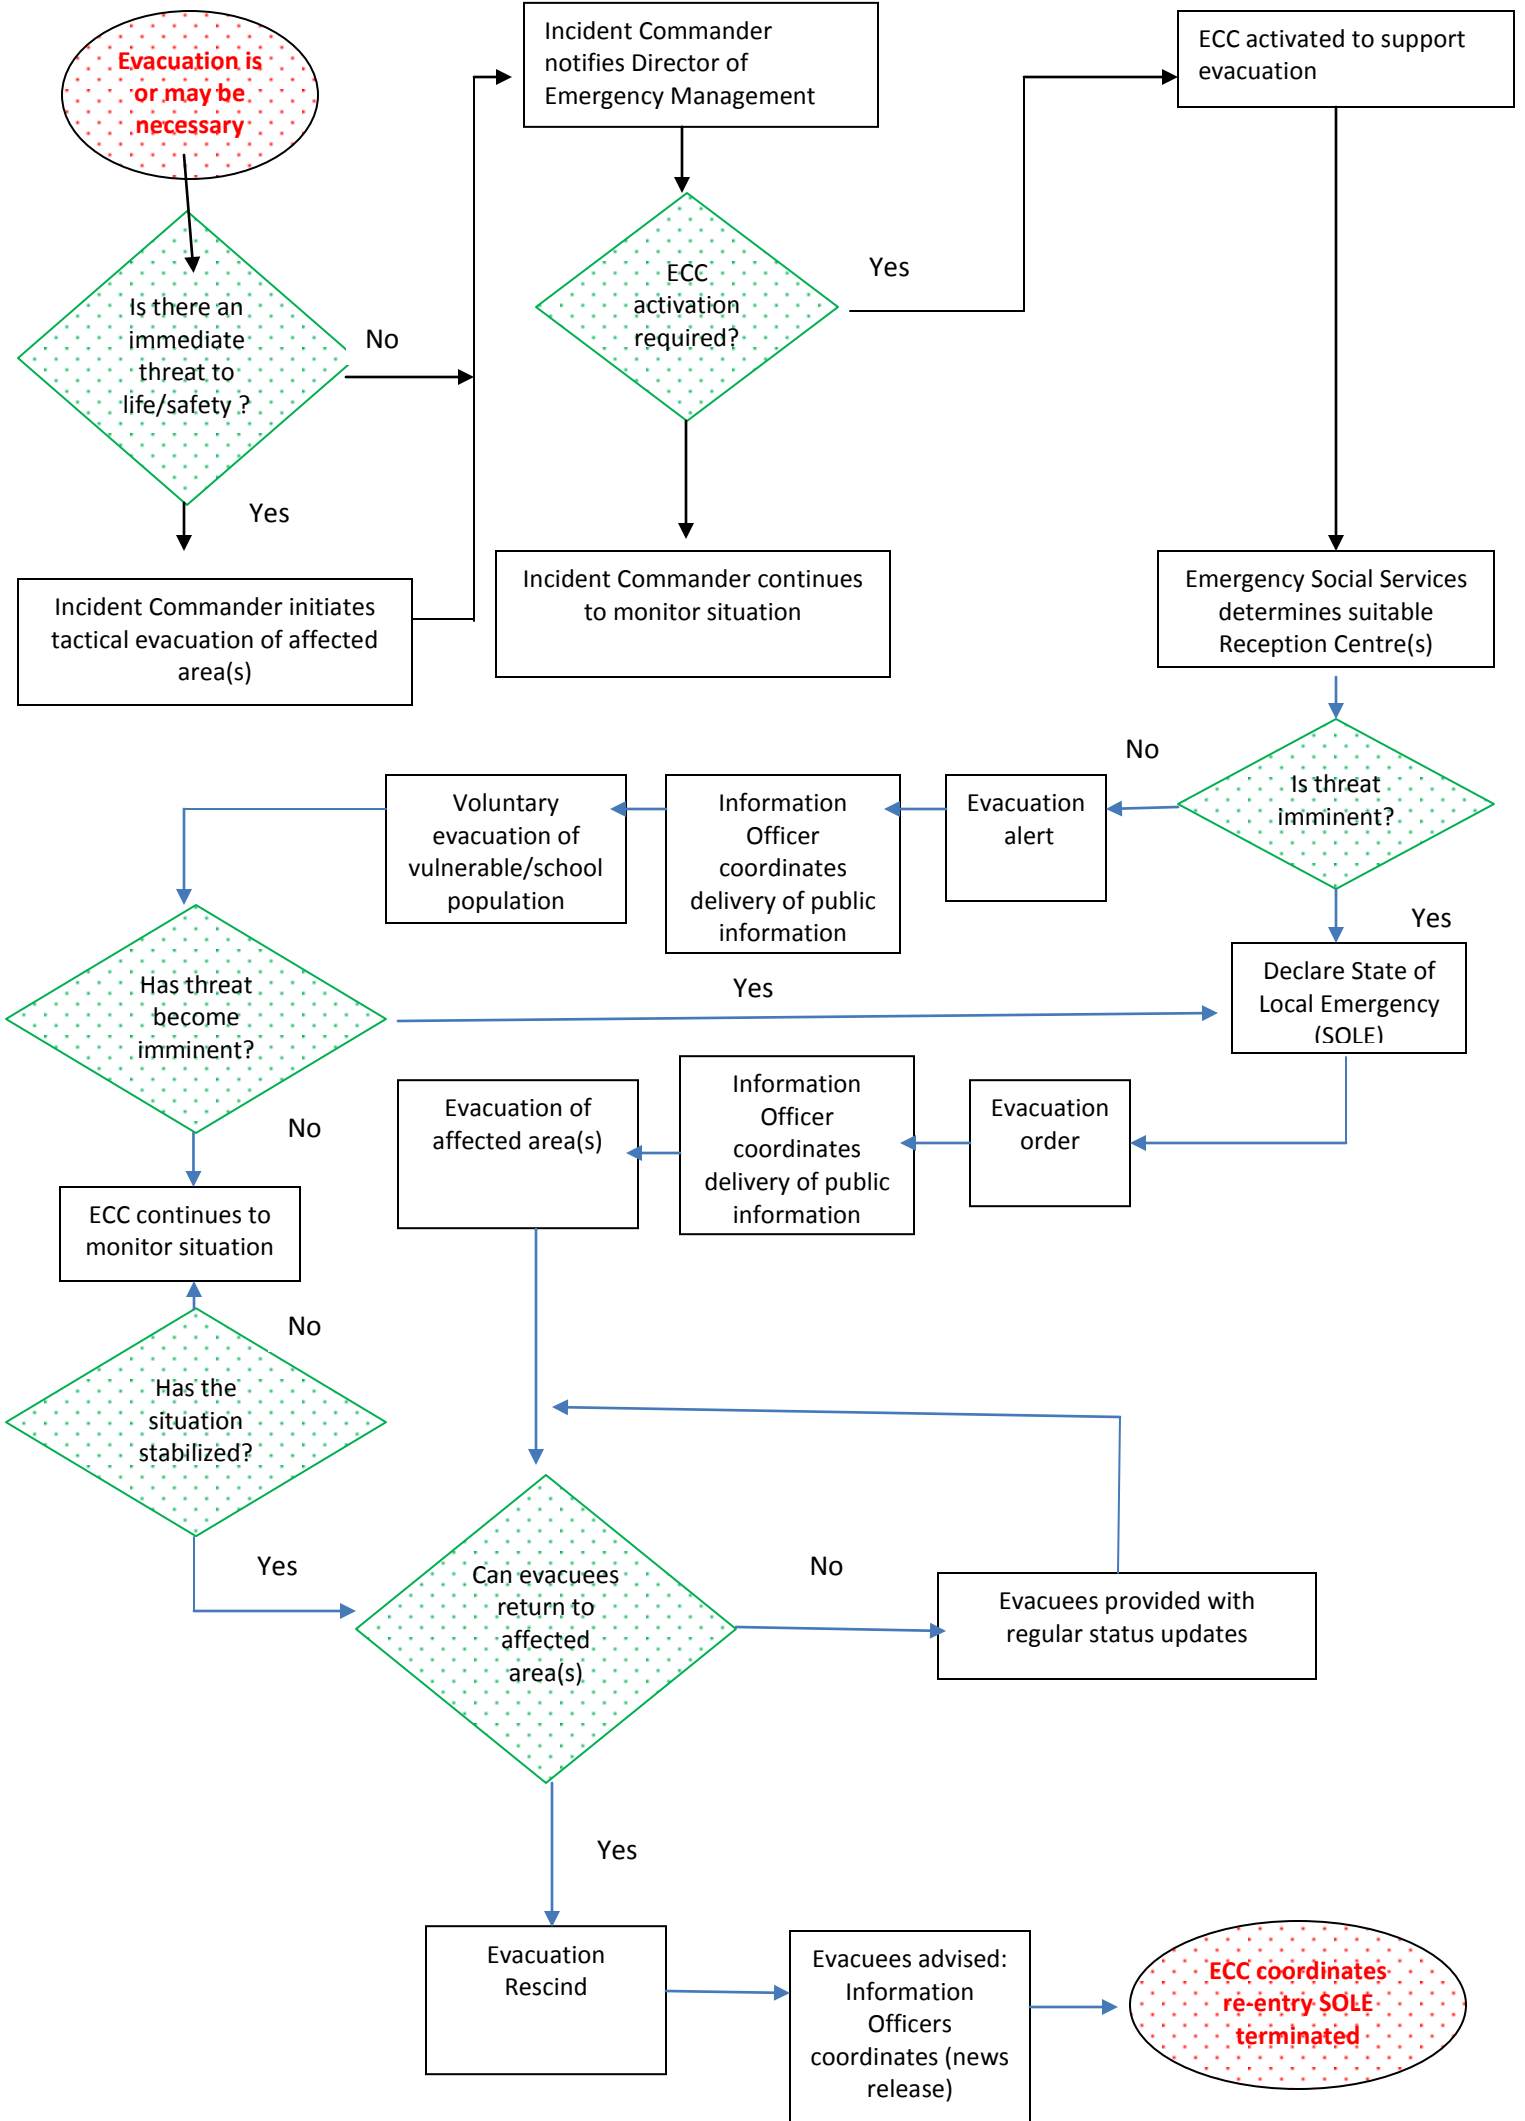 Evacuation is
or may be
necessary
Incident Commander
notifies Director of
Emergency Management
ECC activated to support
evacuation
Is there an
immediate
threat to
life/safety ?
No
Yes
ECC
activation
required?
Yes
Incident Commander initiates
tactical evacuation of affected
area(s)
Incident Commander continues
to monitor situation
Emergency Social Services
determines suitable
Reception Centre(s)
Is threat
imminent?
No
Yes
Evacuation
alert
Information
Officer
coordinates
delivery of public
information
Voluntary
evacuation of
vulnerable/school
population
Has threat
become
imminent?
Yes
No
Declare State of
Local Emergency
(SOLE)
Evacuation
order
Information
Officer
coordinates
delivery of public
information
Evacuation of
affected area(s)
ECC continues to
monitor situation
No
Has the
situation
stabilized?
Yes
Can evacuees
return to
affected
area(s)
No
Evacuees provided with
regular status updates
Yes
Evacuation
Rescind
Evacuees advised:
Information
Officers
coordinates (news
release)
ECC coordinates
re-entry SOLE
terminated